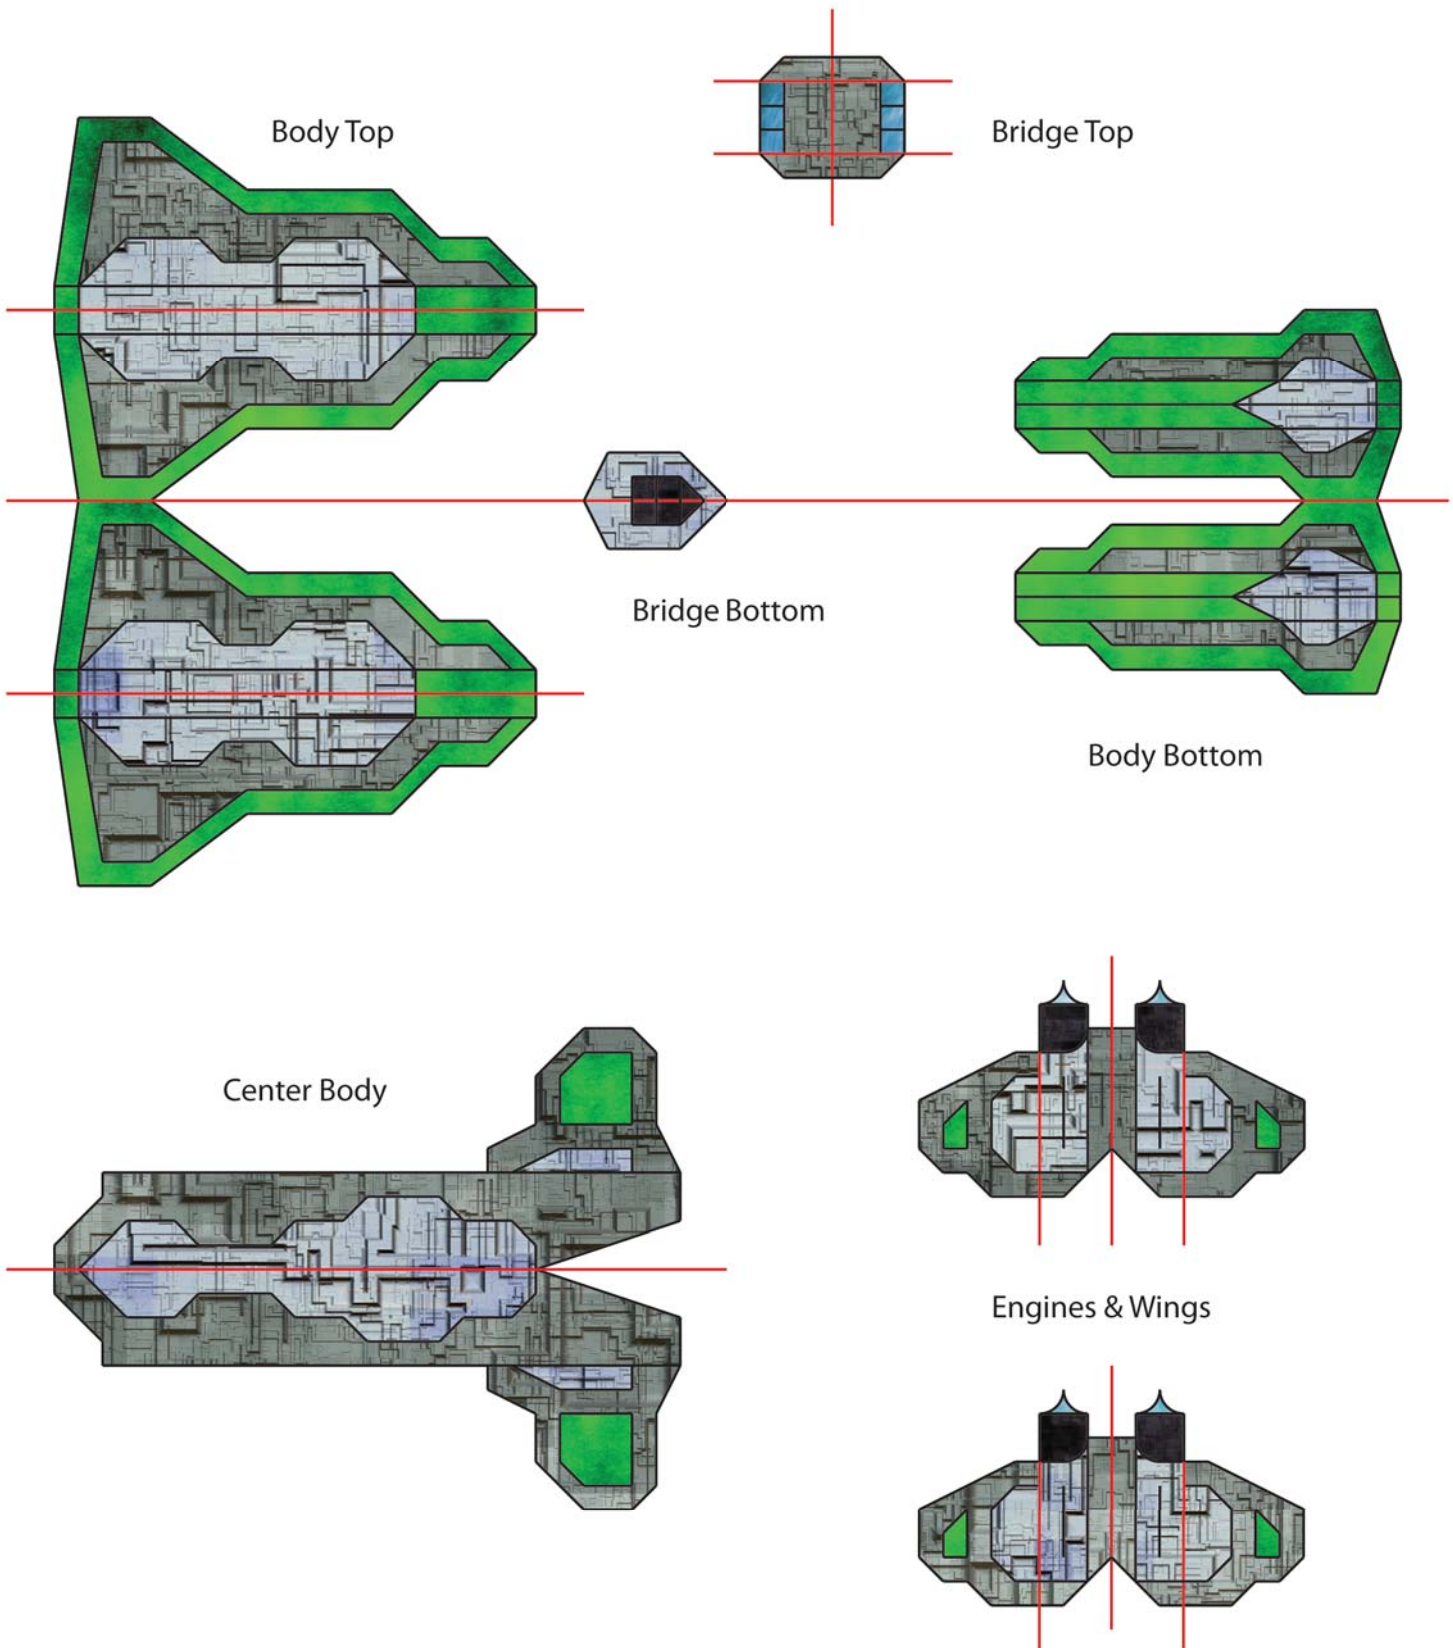 Body Top
Bridge Top
Bridge Bottom
Body Bottom
Center Body
Engines & Wings